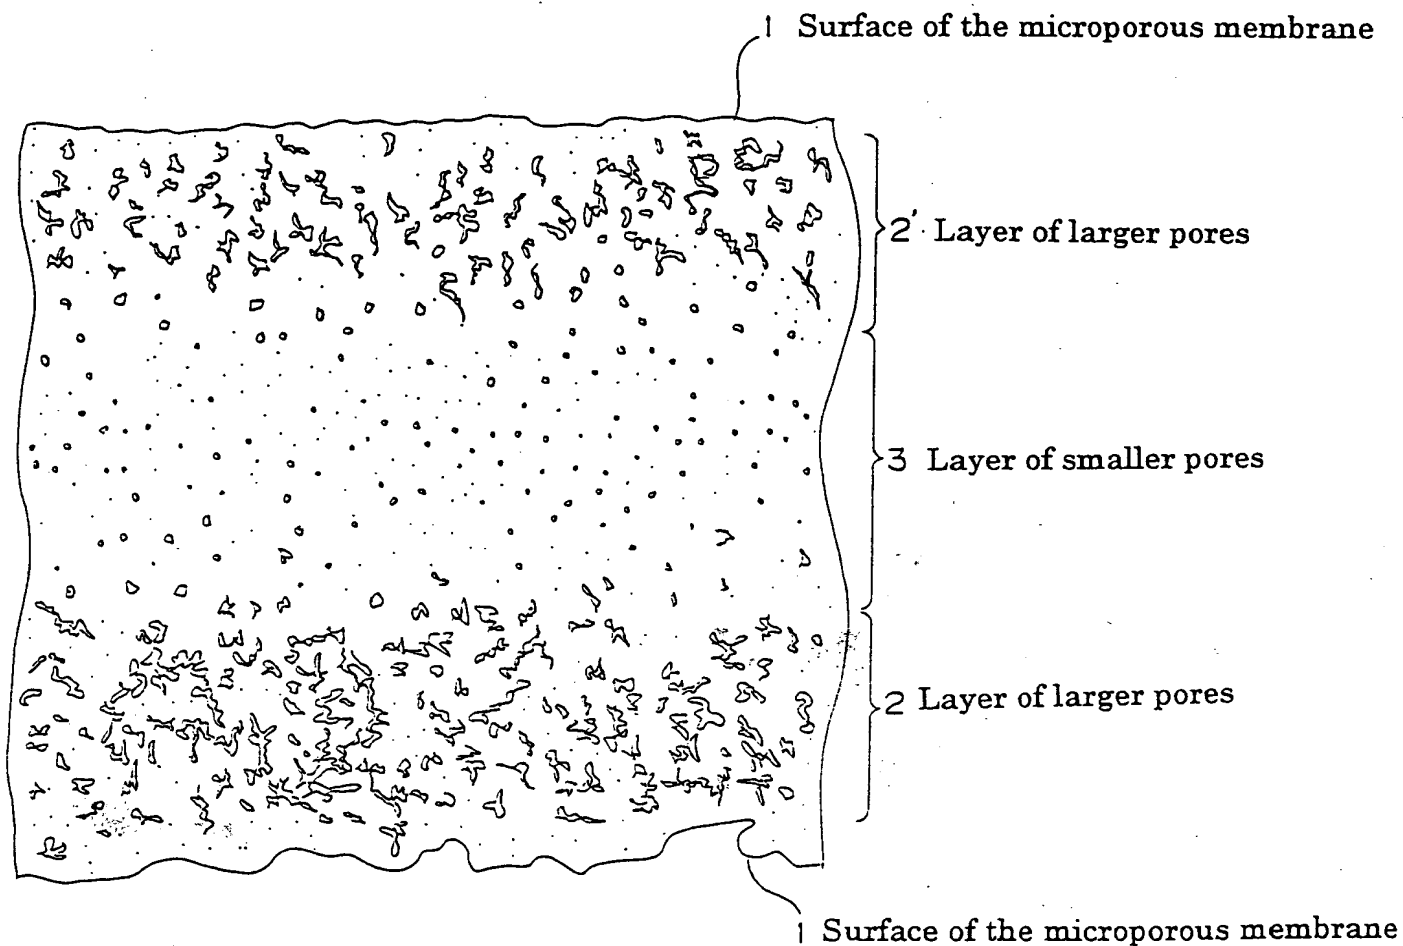 1 Surface of the microporous membrane
2' Layer of larger pores
3 Layer of smaller pores
2 Layer of larger pores
1 Surface of the microporous membrane